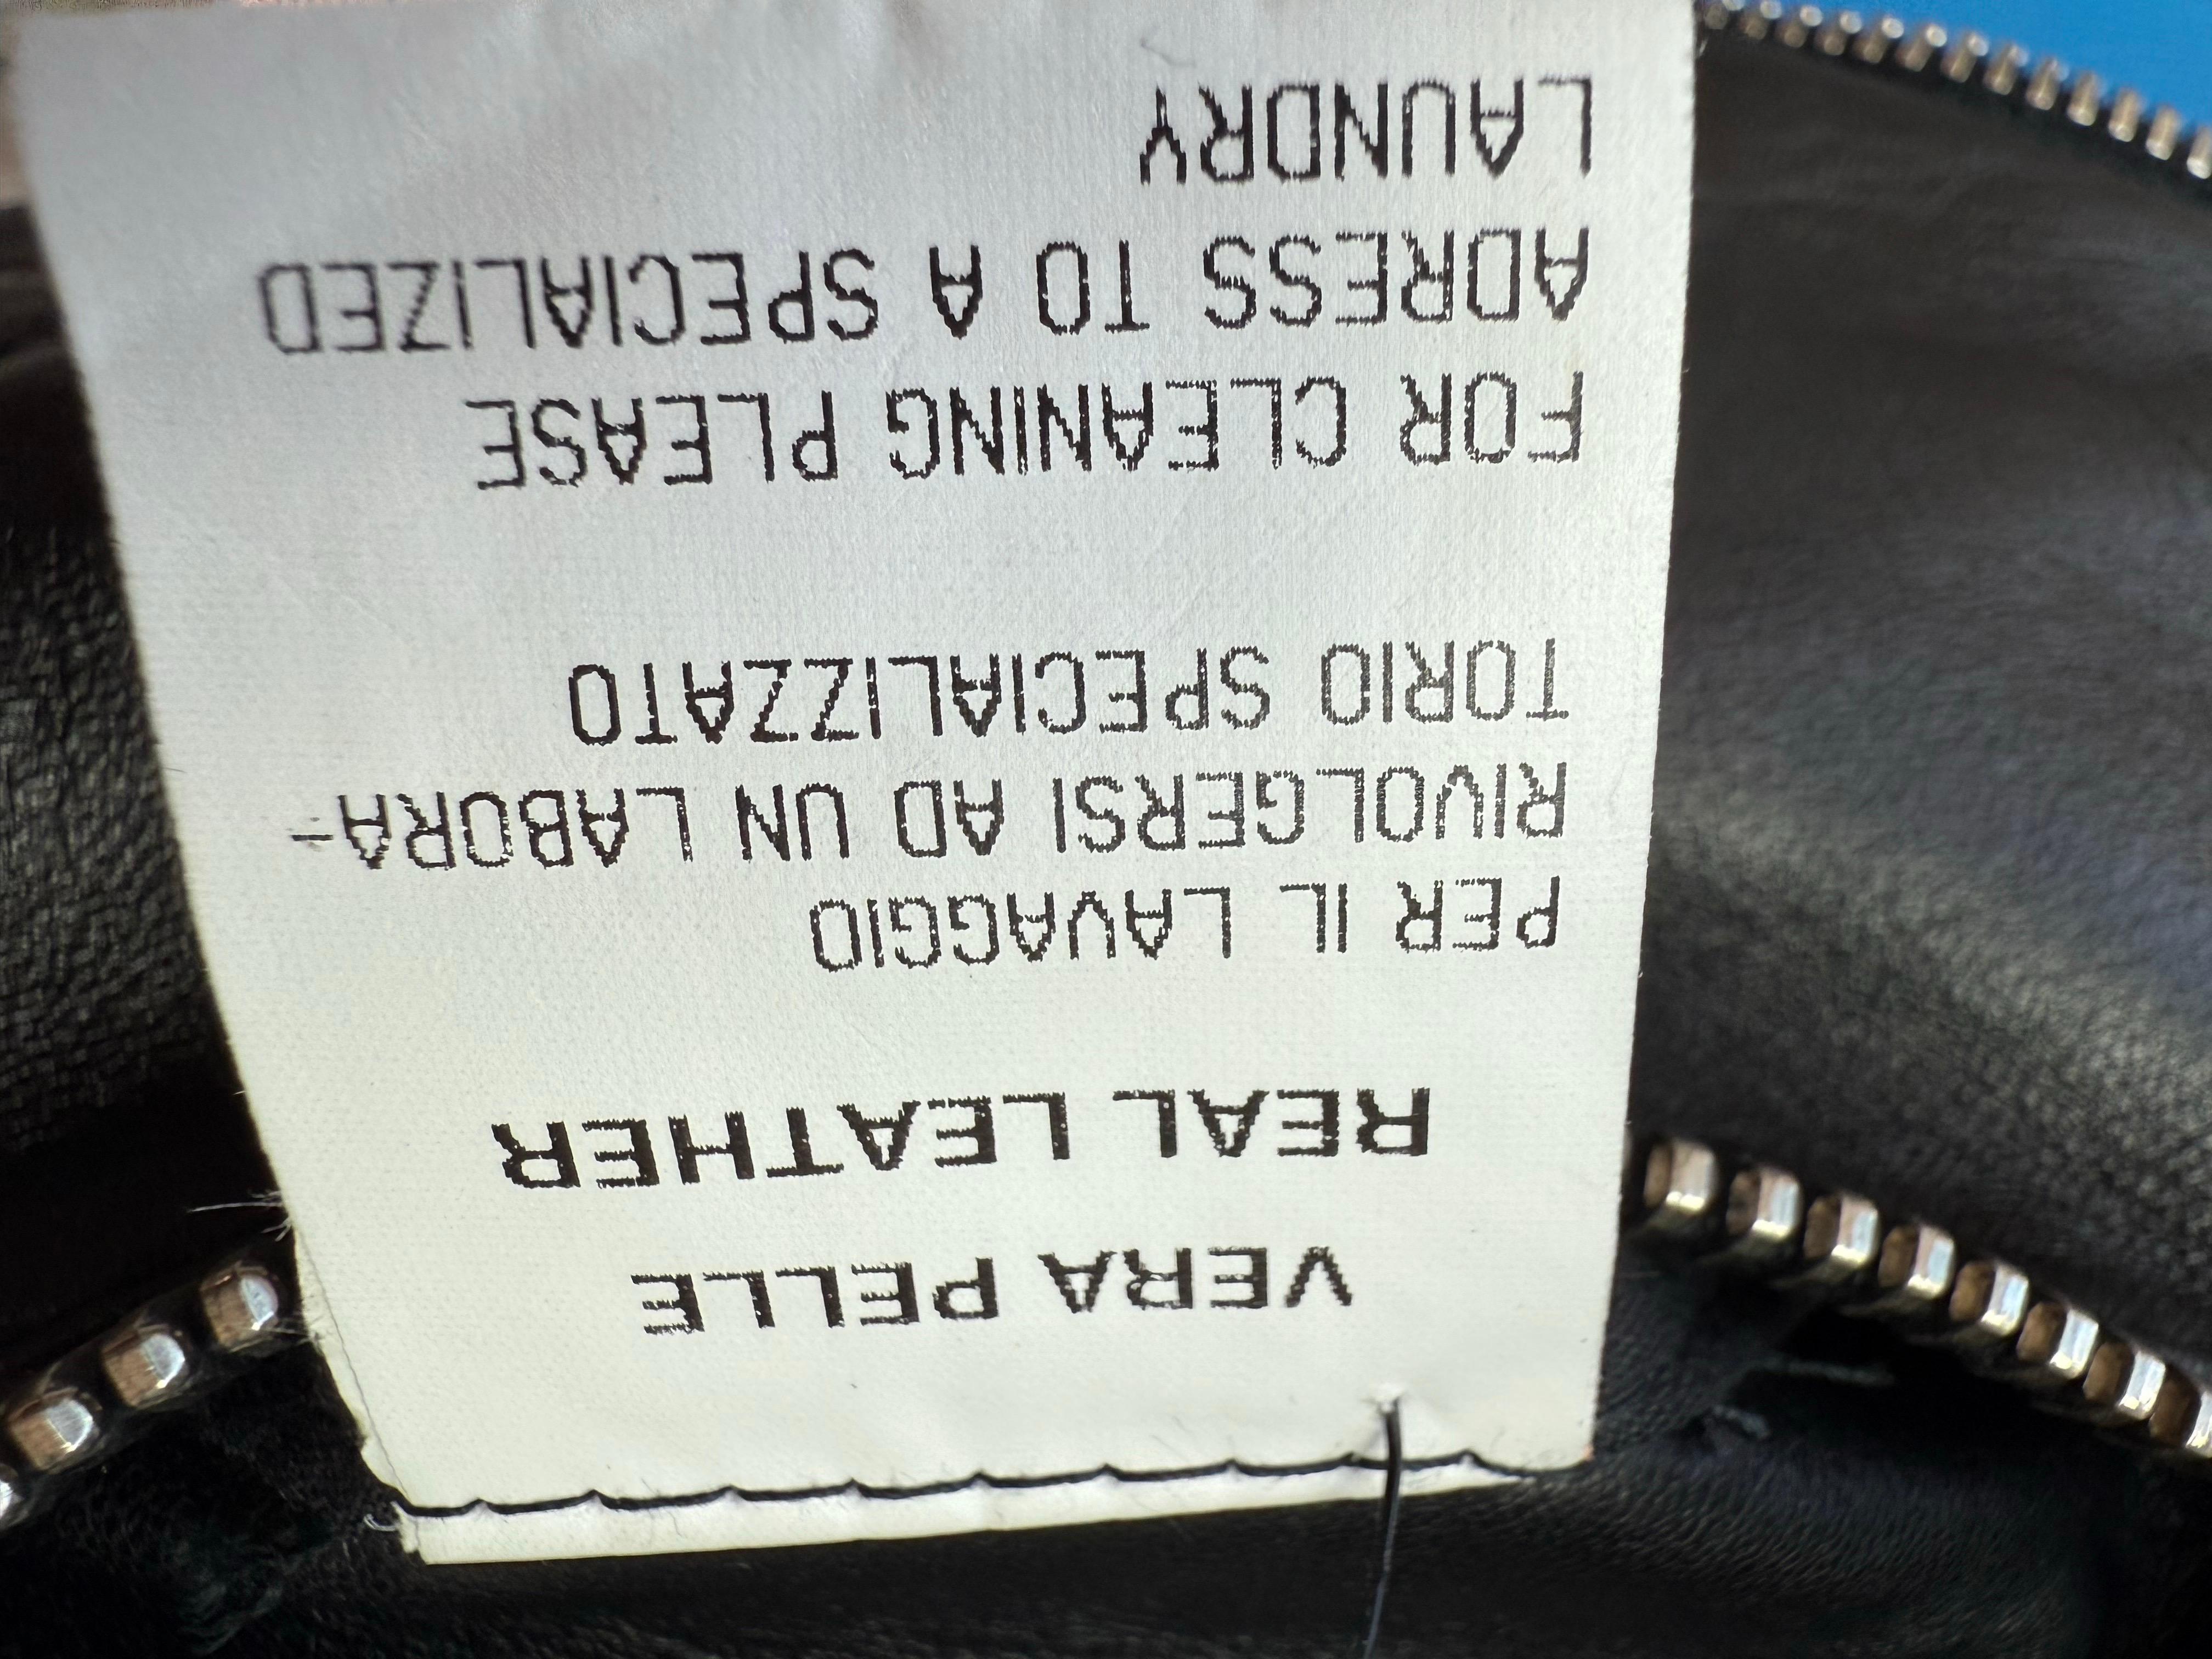 VERA PELLE
REAL LEATHER
PER IL LAVAGGIO
RIVOLGERSI AD UN LABORA-
TORIO SPECIALIZZATO
FOR CLEANING PLEASE
ADRESS TO A SPECIALIZED
LAUNDRY